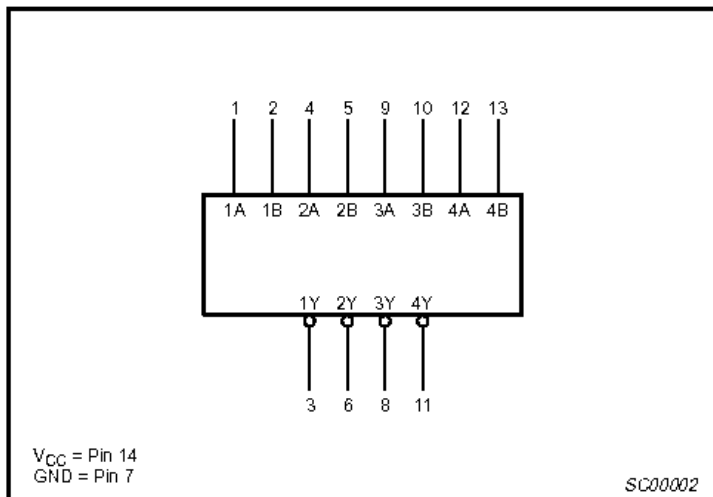 1 2 4 5 9 10 12 13
1A 1B 2A 2B 3A 3B 4A 4B
1Y 2Y 3Y 4Y
3 6 8 11
VCC = Pin 14
GND = Pin 7
SC00002